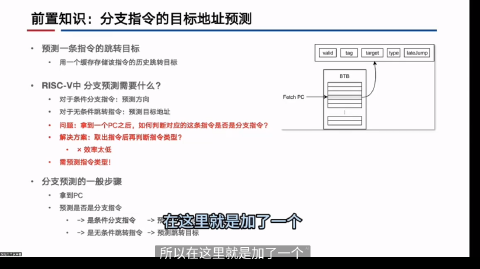 前置知识：分支指令的目标地址预测
• 预测一条指令的跳转目标
• 用一个缓存存储该指令的历史跳转目标
• RISC-V中 分支预测需要什么？
• 对于条件分支指令：预测方向
• 对于无条件跳转指令：预测目标地址
• 问题：拿到一个PC之后，如何判断对应的这条指令是否是分支指令？
• 解决方案：取出指令后再判断指令类型？
• × 效率太低
• 需预测指令类型！
• 分支预测的一般步骤
• 拿到PC
• 预测是否是分支指令
• -> 是条件分支指令 -> 预
• -> 是无条件跳转指令 -> 预测跳转目标
valid tag target type
BTB
Fetch PC
在这里就是加了一个
所以在这里就是加了一个